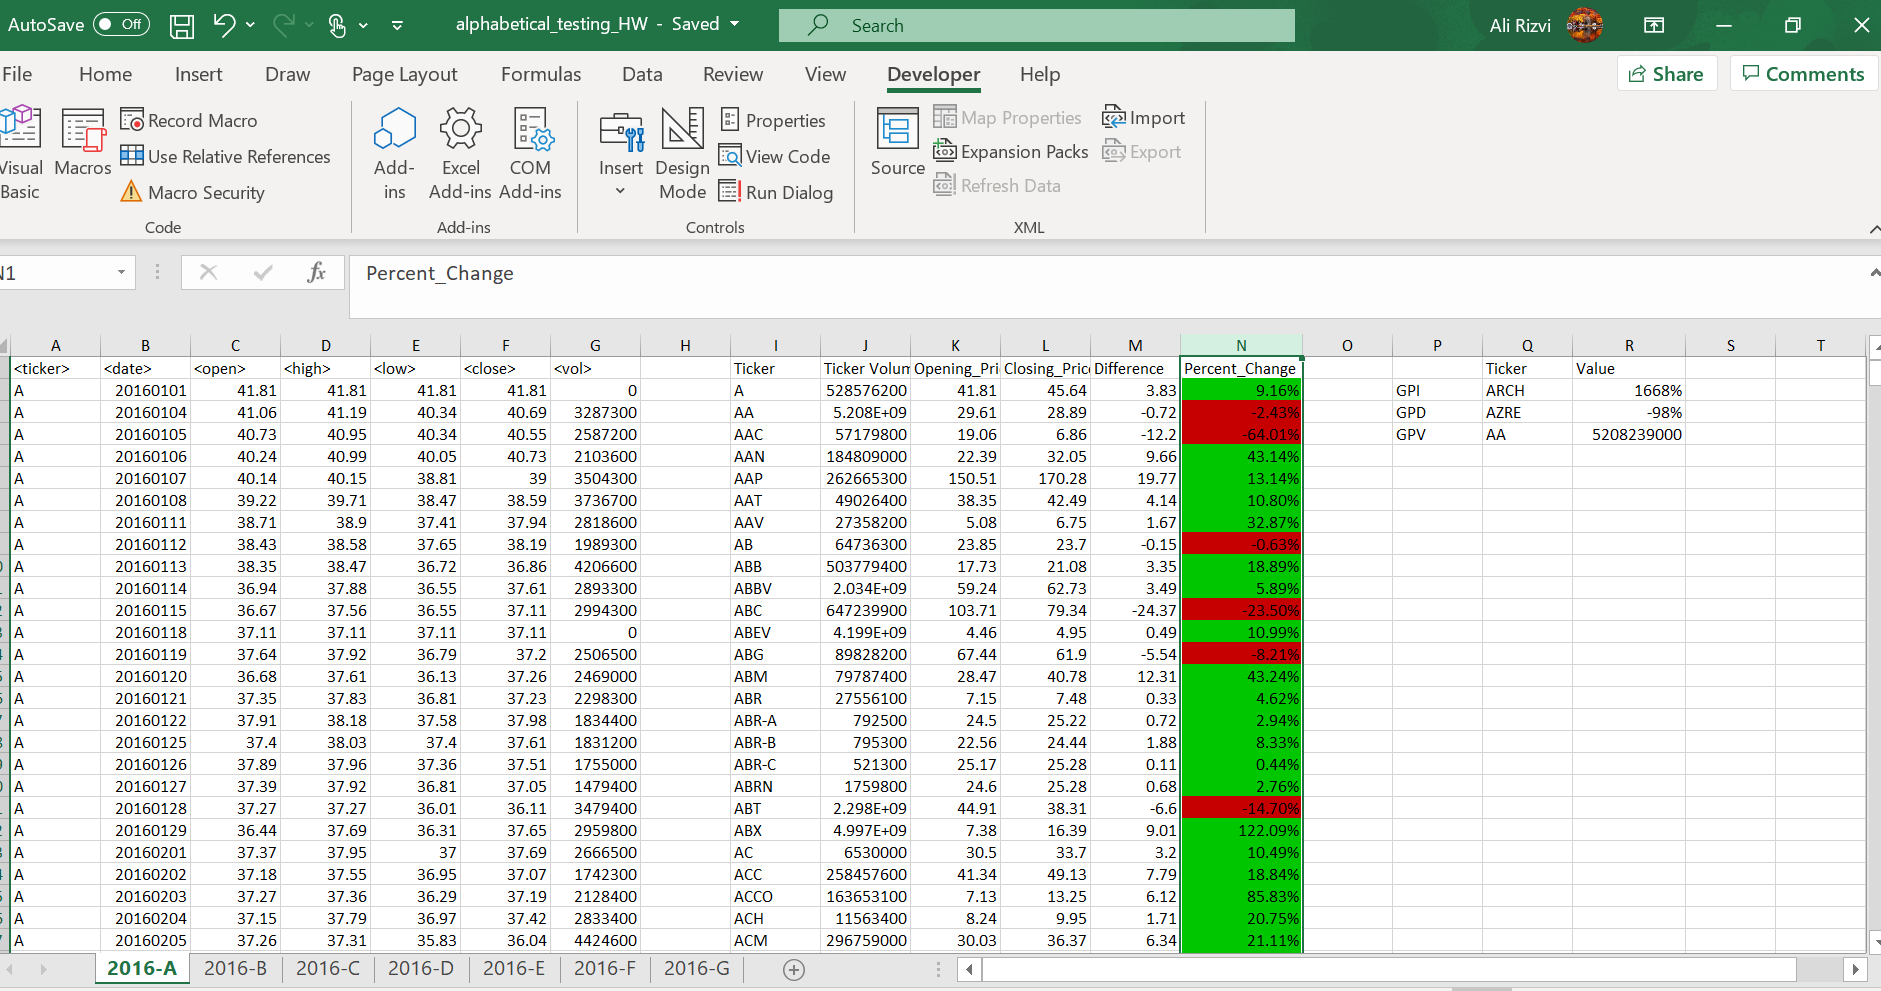 AutoSave Off alphabetical_testing_HW - Saved Search Ali Rizvi
File Home Insert Draw Page Layout Formulas Data Review View Developer Help Share Comments
Visual Basic
Macros
Record Macro
Use Relative References
Macro Security
Code
Add-ins
Excel Add-ins
COM Add-ins
Add-ins
Insert
Design Mode
Properties
View Code
Run Dialog
Controls
Source
Map Properties
Expansion Packs
Refresh Data
Import
Export
XML
N1 fx Percent_Change
A B C D E F G H I J K L M N O P Q R S T
<ticker> <date> <open> <high> <low> <close> <vol> Ticker Ticker Volum Opening_Pri Closing_Pric Difference Percent_Change Ticker Value
A 20160101 41.81 41.81 41.81 41.81 0 A 528576200 41.81 45.64 3.83 9.16% GPI ARCH 1668%
A 20160104 41.06 41.19 40.34 40.69 3287300 AA 5.208E+09 29.61 28.89 -0.72 -2.43% GPD AZRE -98%
A 20160105 40.73 40.95 40.34 40.55 2587200 AAC 57179800 19.06 6.86 -12.2 -64.01% GPV AA 5208239000
A 20160106 40.24 40.99 40.05 40.73 2103600 AAN 184809000 22.39 32.05 9.66 43.14%
A 20160107 40.14 40.15 38.81 39 3504300 AAP 262665300 150.51 170.28 19.77 13.14%
A 20160108 39.22 39.71 38.47 38.59 3736700 AAT 49026400 38.35 42.49 4.14 10.80%
A 20160111 38.71 38.9 37.41 37.94 2818600 AAV 27358200 5.08 6.75 1.67 32.87%
A 20160112 38.43 38.58 37.65 38.19 1989300 AB 64736300 23.85 23.7 -0.15 -0.63%
A 20160113 38.35 38.47 36.72 36.86 4206600 ABB 503779400 17.73 21.08 3.35 18.89%
A 20160114 36.94 37.88 36.55 37.61 2893300 ABBV 2.034E+09 59.24 62.73 3.49 5.89%
A 20160115 36.67 37.56 36.55 37.11 2994300 ABC 647239900 103.71 79.34 -24.37 -23.50%
A 20160118 37.11 37.11 37.11 37.11 0 ABEV 4.199E+09 4.46 4.95 0.49 10.99%
A 20160119 37.64 37.92 36.79 37.2 2506500 ABG 89828200 67.44 61.9 -5.54 -8.21%
A 20160120 36.68 37.61 36.13 37.26 2469000 ABM 79787400 28.47 40.78 12.31 43.24%
A 20160121 37.35 37.83 36.81 37.23 2298300 ABR 27556100 7.15 7.48 0.33 4.62%
A 20160122 37.91 38.18 37.58 37.98 1834400 ABR-A 792500 24.5 25.22 0.72 2.94%
A 20160125 37.4 38.03 37.4 37.61 1831200 ABR-B 795300 22.56 24.44 1.88 8.33%
A 20160126 37.89 37.96 37.36 37.51 1755000 ABR-C 521300 25.17 25.28 0.11 0.44%
A 20160127 37.39 37.92 36.81 37.05 1479400 ABRN 1759800 24.6 25.28 0.68 2.76%
A 20160128 37.27 37.27 36.01 36.11 3479400 ABT 2.298E+09 44.91 38.31 -6.6 -14.70%
A 20160129 36.44 37.69 36.31 37.65 2959800 ABX 4.997E+09 7.38 16.39 9.01 122.09%
A 20160201 37.37 37.95 37 37.69 2666500 AC 6530000 30.5 33.7 3.2 10.49%
A 20160202 37.18 37.55 36.95 37.07 1742300 ACC 258457600 41.34 49.13 7.79 18.84%
A 20160203 37.27 37.36 36.29 37.19 2128400 ACCO 163653100 7.13 13.25 6.12 85.83%
A 20160204 37.15 37.79 36.97 37.42 2833400 ACH 11563400 8.24 9.95 1.71 20.75%
A 20160205 37.26 37.31 35.83 36.04 4424600 ACM 296759000 30.03 36.37 6.34 21.11%
2016-A 2016-B 2016-C 2016-D 2016-E 2016-F 2016-G